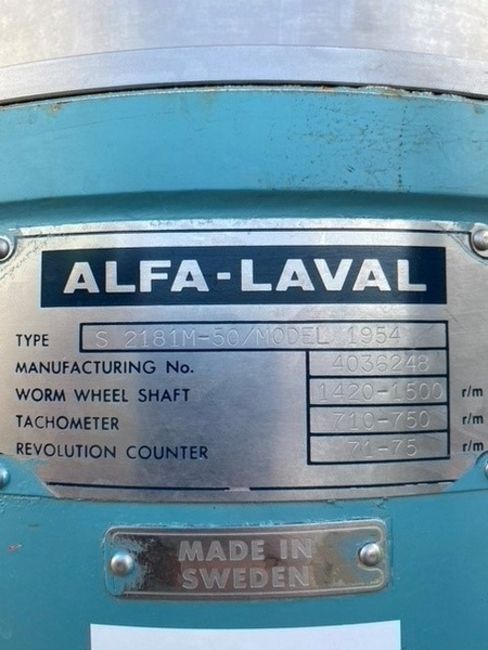 ALFA-LAVAL
TYPE S 2181M-50/MODEL 1954
MANUFACTURING No. 4036248
WORM WHEEL SHAFT 1420-1500 r/m
TACHOMETER 710-750 r/m
REVOLUTION COUNTER 71-75 r/m
MADE IN
SWEDEN